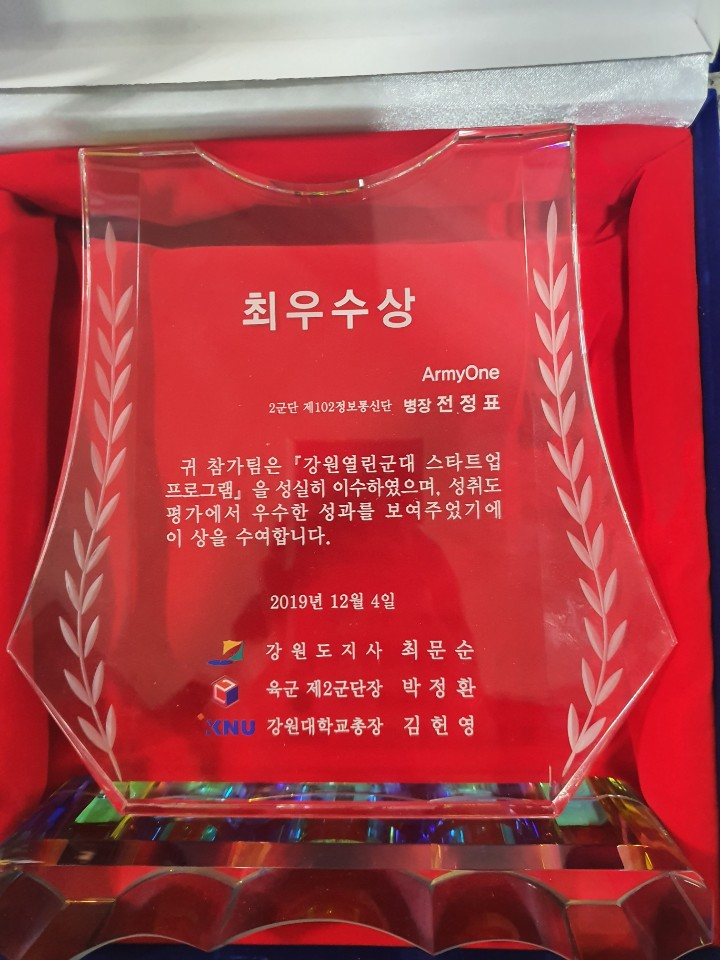 최우수상
ArmyOne
2군단 제102정보통신단 병장 전정표
귀 참가팀은 『강원열린군대 스타트업
프로그램』을 성실히 이수하였으며, 성취도
평가에서 우수한 성과를 보여주었기에
이 상을 수여합니다.
2019년 12월 4일
강원도지사 최문순
육군 제2군단장 박정환
KNU 강원대학교총장 김헌영